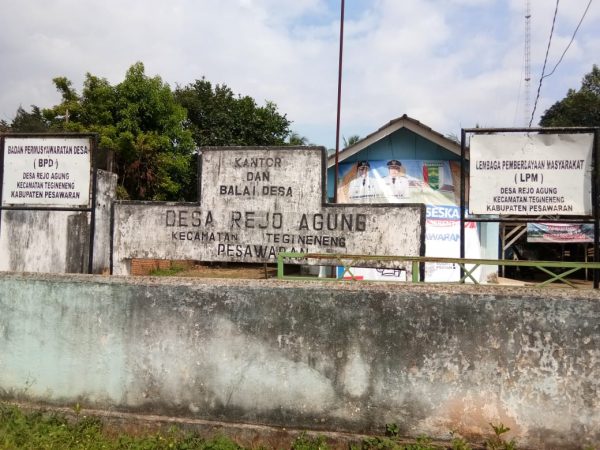 BADAN PERMUSYAWARATAN DESA
( BPD )
DESA REJO AGUNG
KECAMATAN TEGINENENG
KABUPATEN PESAWARAN
KANTOR
DAN
BALAI DESA
DESA REJO AGUNG
KECAMATAN TEGINENENG
PESAWARAN
LEMBAGA PEMBERDAYAAN MASYARAKAT
( LPM )
DESA REJO AGUNG
KECAMATAN TEGINENENG
KABUPATEN PESAWARAN